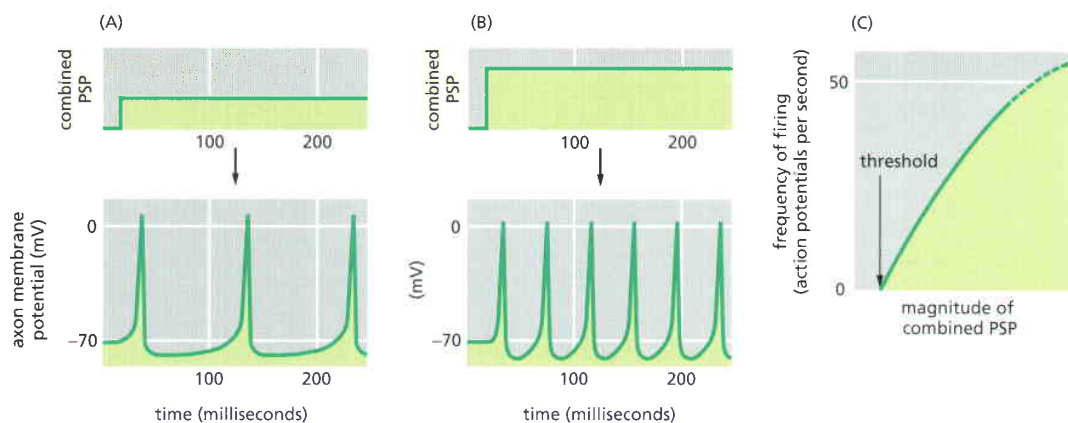 (A)
combined
PSP
100
200
axon membrane
potential (mV)
0
–70
100
200
time (milliseconds)
(B)
combined
PSP
100
200
(mV)
0
–70
100
200
time (milliseconds)
(C)
frequency of firing
(action potentials per second)
50
threshold
0
magnitude of
combined PSP